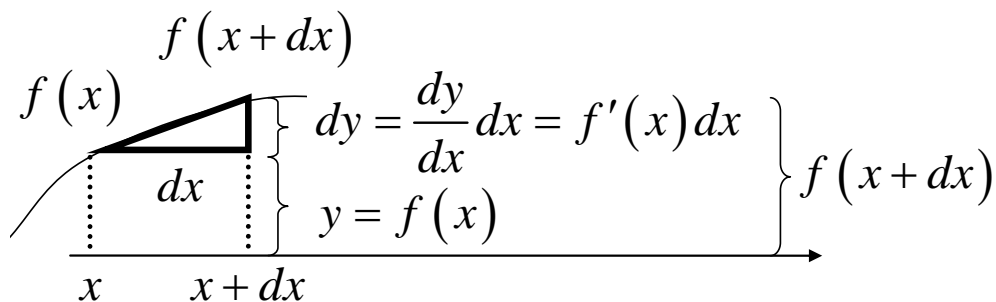 f(x+dx)
f(x)
dy = dy/dx dx = f'(x)dx
f(x+dx)
dx
y = f(x)
x
x+dx